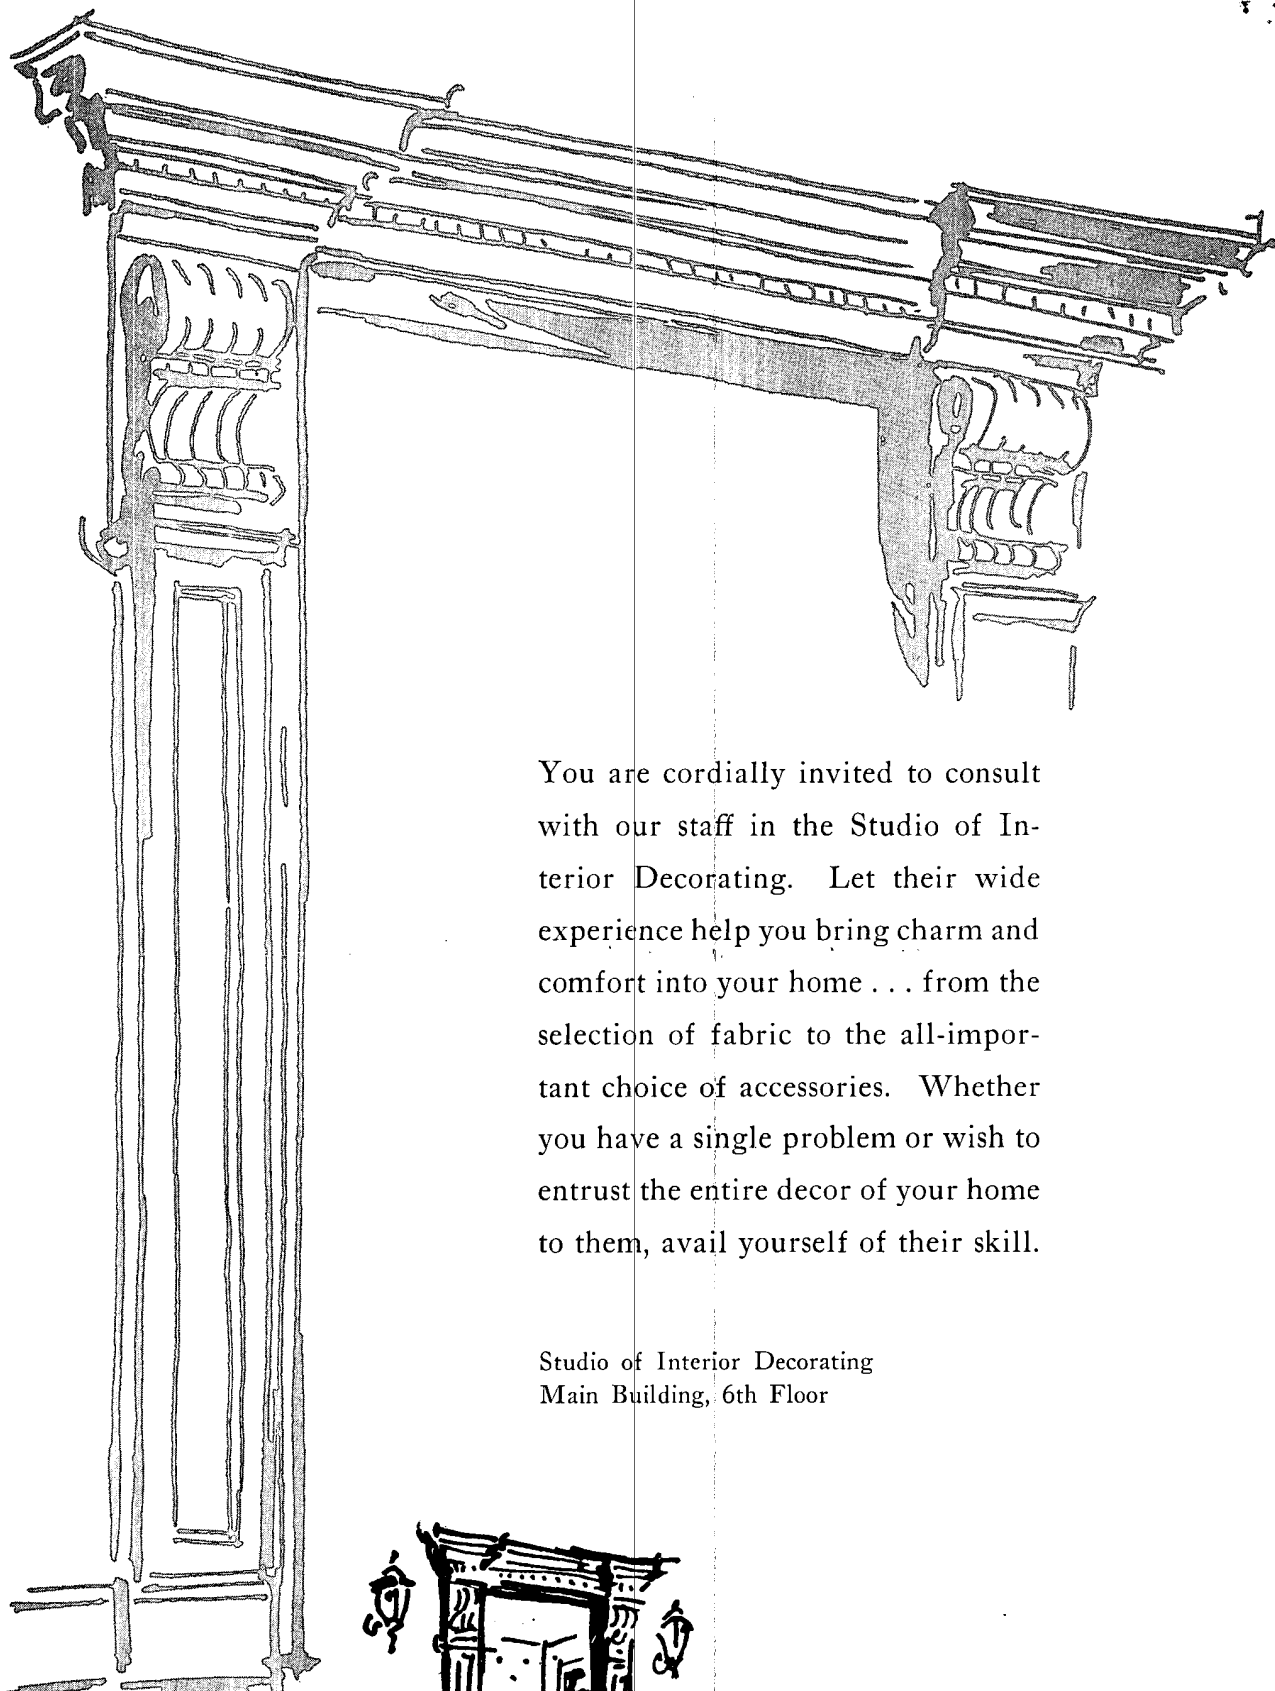 You are cordially invited to consult
with our staff in the Studio of In-
terior Decorating. Let their wide
experience help you bring charm and
comfort into your home . . . from the
selection of fabric to the all-impor-
tant choice of accessories. Whether
you have a single problem or wish to
entrust the entire decor of your home
to them, avail yourself of their skill.
Studio of Interior Decorating
Main Building, 6th Floor